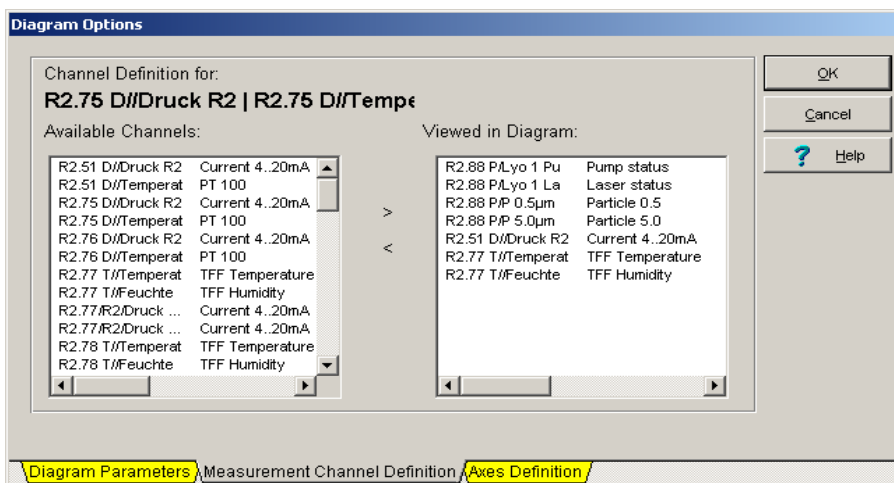 Diagram Options
Channel Definition for:
R2.75 D//Druck R2 | R2.75 D//Tempe
Available Channels:
R2.51 D//Druck R2 Current 4..20mA
R2.51 D//Temperat PT 100
R2.75 D//Druck R2 Current 4..20mA
R2.75 D//Temperat PT 100
R2.76 D//Druck R2 Current 4..20mA
R2.76 D//Temperat PT 100
R2.77 T//Temperat TFF Temperature
R2.77 T//Feuchte TFF Humidity
R2.77/R2/Druck ... Current 4..20mA
R2.77/R2/Druck ... Current 4..20mA
R2.78 T//Temperat TFF Temperature
R2.78 T//Feuchte TFF Humidity
>
<
Viewed in Diagram:
R2.88 P/Lyo 1 Pu Pump status
R2.88 P/Lyo 1 La Laser status
R2.88 P/P 0.5µm Particle 0.5
R2.88 P/P 5.0µm Particle 5.0
R2.51 D//Druck R2 Current 4..20mA
R2.77 T//Temperat TFF Temperature
R2.77 T//Feuchte TFF Humidity
OK
Cancel
? Help
Diagram Parameters Measurement Channel Definition Axes Definition